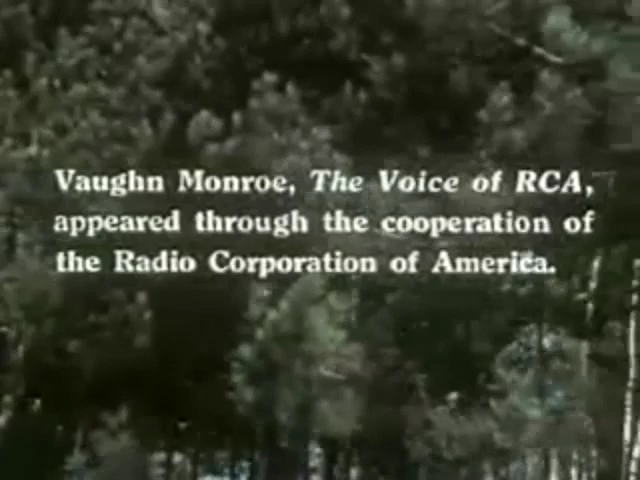 Vaughn Monroe, The Voice of RCA,
appeared through the cooperation of
the Radio Corporation of America.